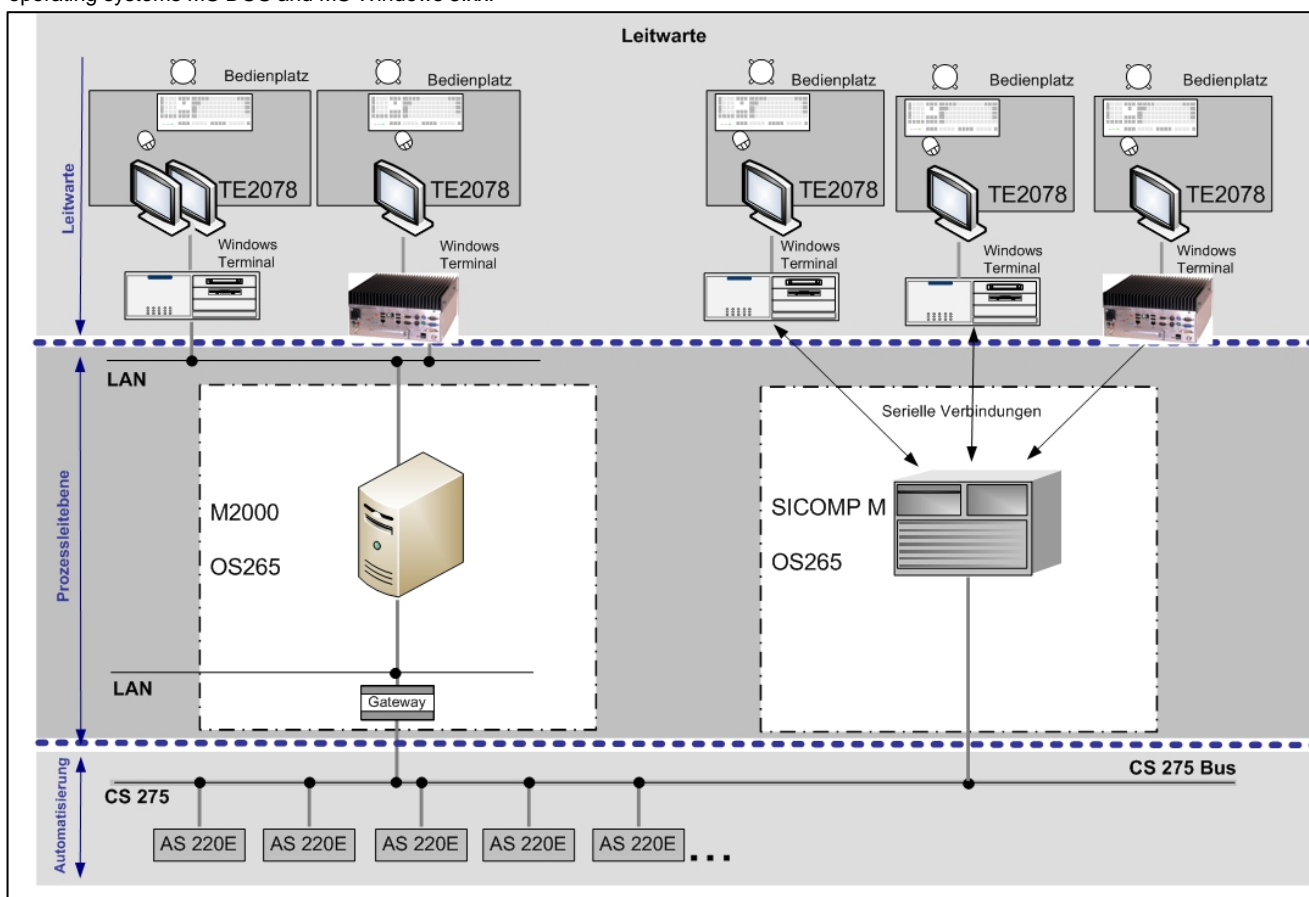 operating systems MS-DOS and MS-Windows 3.xx.
Leitwarte
Bedienplatz
Bedienplatz
Bedienplatz
Bedienplatz
Bedienplatz
TE2078
TE2078
TE2078
TE2078
TE2078
Leitwarte
Windows
Terminal
Windows
Terminal
Windows
Terminal
Windows
Terminal
Windows
Terminal
LAN
Serielle Verbindungen
Prozessleitebene
M2000
OS265
SICOMP M
OS265
LAN
Gateway
CS 275
CS 275 Bus
Automatisierung
AS 220E
AS 220E
AS 220E
AS 220E
AS 220E
...